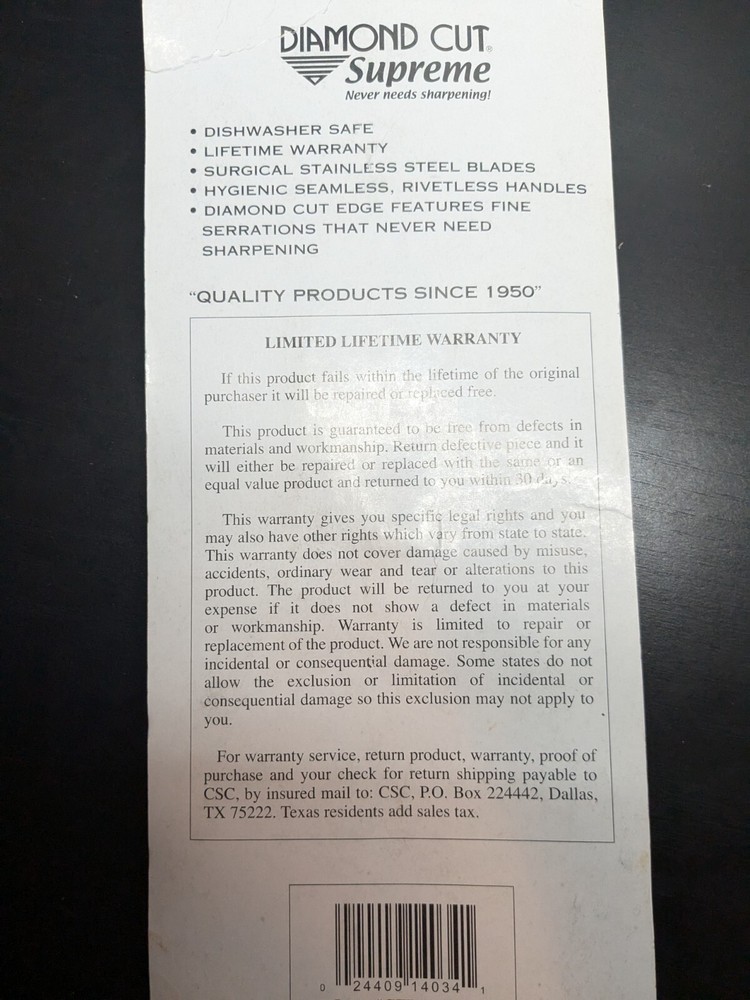 DIAMOND CUT®
Supreme
Never needs sharpening!
• DISHWASHER SAFE
• LIFETIME WARRANTY
• SURGICAL STAINLESS STEEL BLADES
• HYGIENIC SEAMLESS, RIVETLESS HANDLES
• DIAMOND CUT EDGE FEATURES FINE
SERRATIONS THAT NEVER NEED
SHARPENING
"QUALITY PRODUCTS SINCE 1950"
LIMITED LIFETIME WARRANTY
If this product fails within the lifetime of the original
purchaser it will be repaired or replaced free.
This product is guaranteed to be free from defects in
materials and workmanship. Return defective piece and it
will either be repaired or replaced with the same or an
equal value product and returned to you within 30 days.
This warranty gives you specific legal rights and you
may also have other rights which vary from state to state.
This warranty does not cover damage caused by misuse,
accidents, ordinary wear and tear or alterations to this
product. The product will be returned to you at your
expense if it does not show a defect in materials
or workmanship. Warranty is limited to repair or
replacement of the product. We are not responsible for any
incidental or consequential damage. Some states do not
allow the exclusion or limitation of incidental or
consequential damage so this exclusion may not apply to
you.
For warranty service, return product, warranty, proof of
purchase and your check for return shipping payable to
CSC, by insured mail to: CSC, P.O. Box 224442, Dallas,
TX 75222. Texas residents add sales tax.
0 24409 14034 1